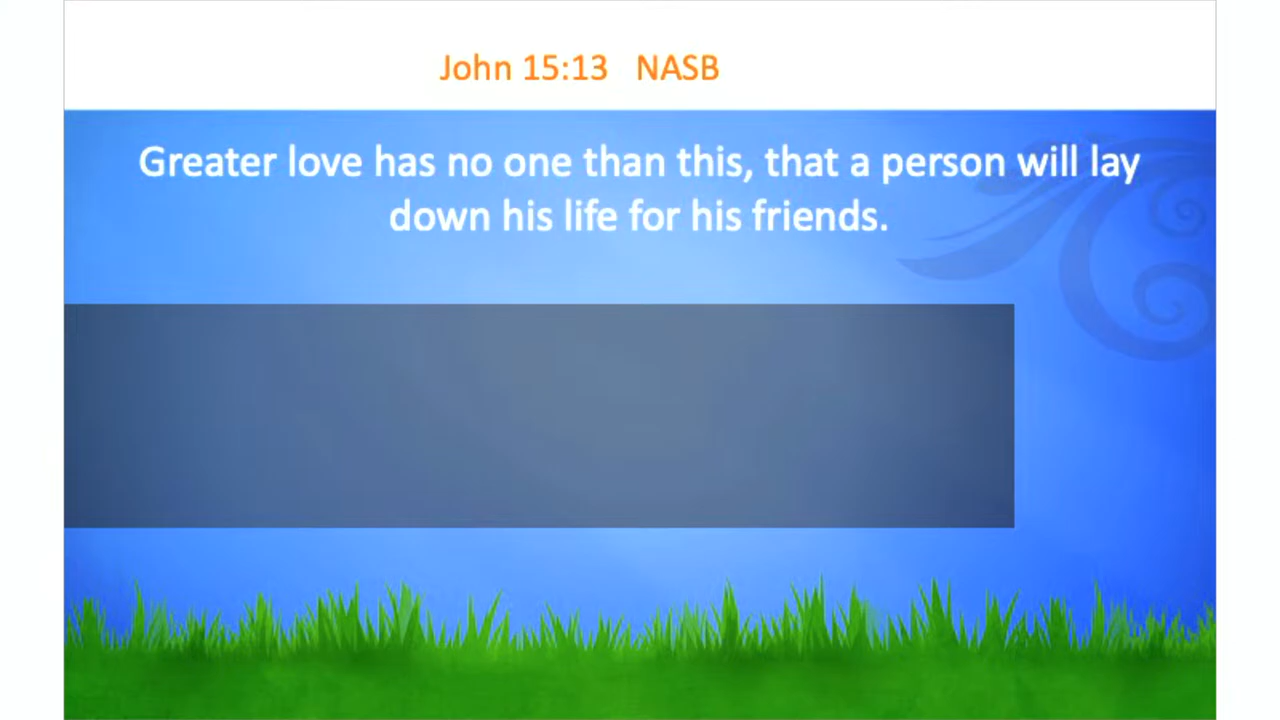 John 15:13 NASB
Greater love has no one than this, that a person will lay
down his life for his friends.